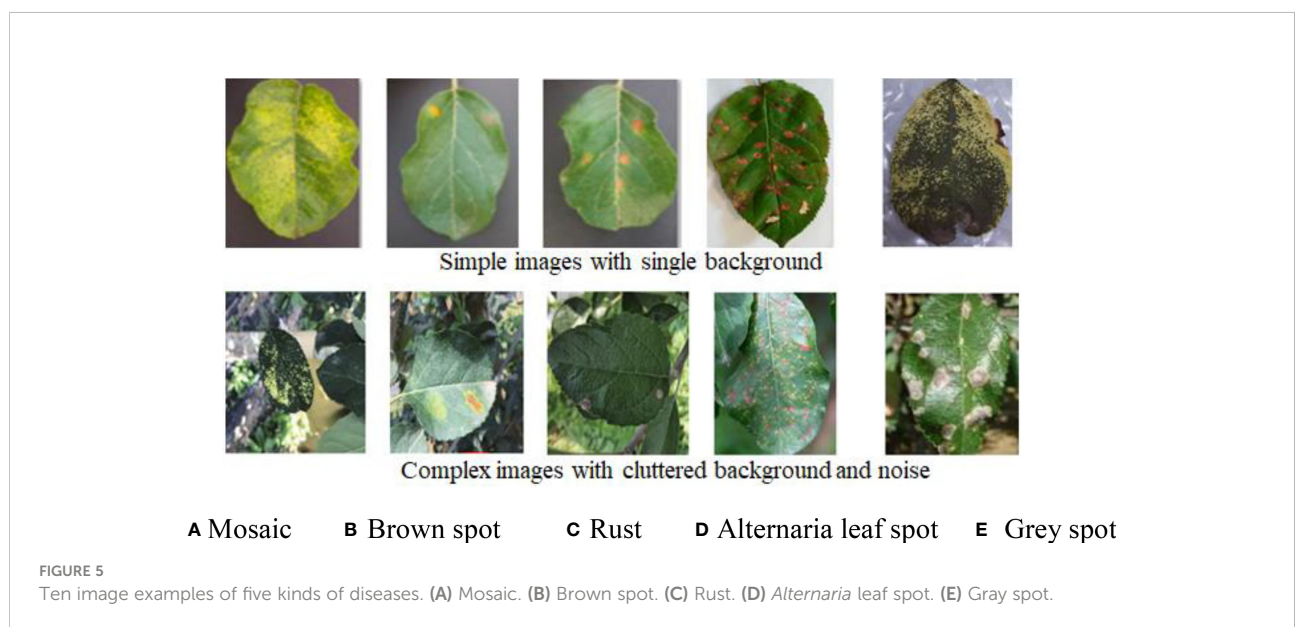 Simple images with single background
Complex images with cluttered background and noise
A Mosaic B Brown spot C Rust D Alternaria leaf spot E Grey spot
FIGURE 5
Ten image examples of five kinds of diseases. (A) Mosaic. (B) Brown spot. (C) Rust. (D) Alternaria leaf spot. (E) Gray spot.